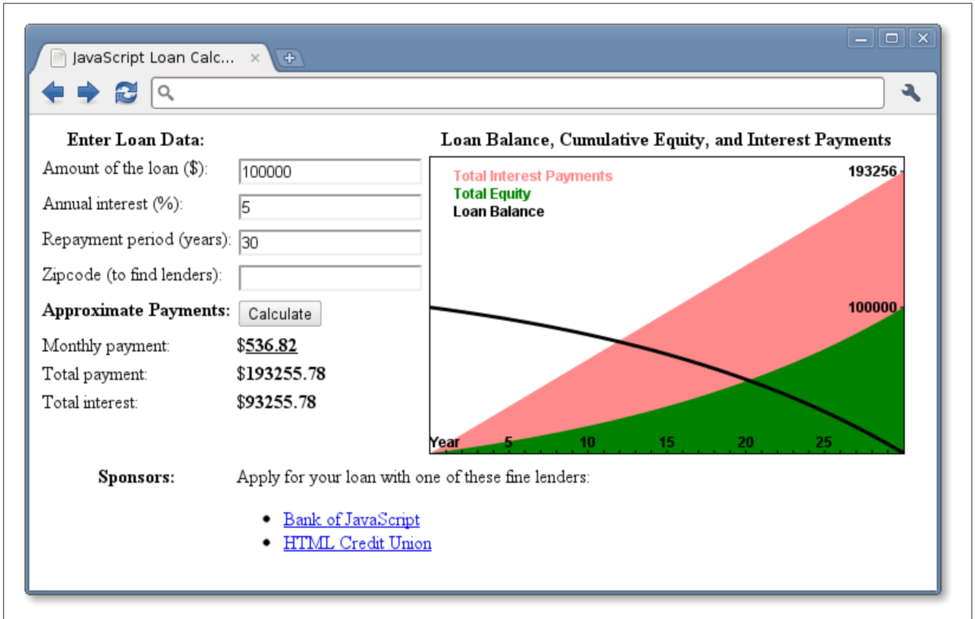 JavaScript Loan Calc...
Enter Loan Data:
Amount of the loan ($):
100000
Annual interest (%):
5
Repayment period (years):
30
Zipcode (to find lenders):
Approximate Payments:
Calculate
Monthly payment:
$536.82
Total payment:
$193255.78
Total interest:
$93255.78
Loan Balance, Cumulative Equity, and Interest Payments
Total Interest Payments
Total Equity
Loan Balance
193256
100000
Year 5 10 15 20 25
Sponsors:
Apply for your loan with one of these fine lenders:
• Bank of JavaScript
• HTML Credit Union